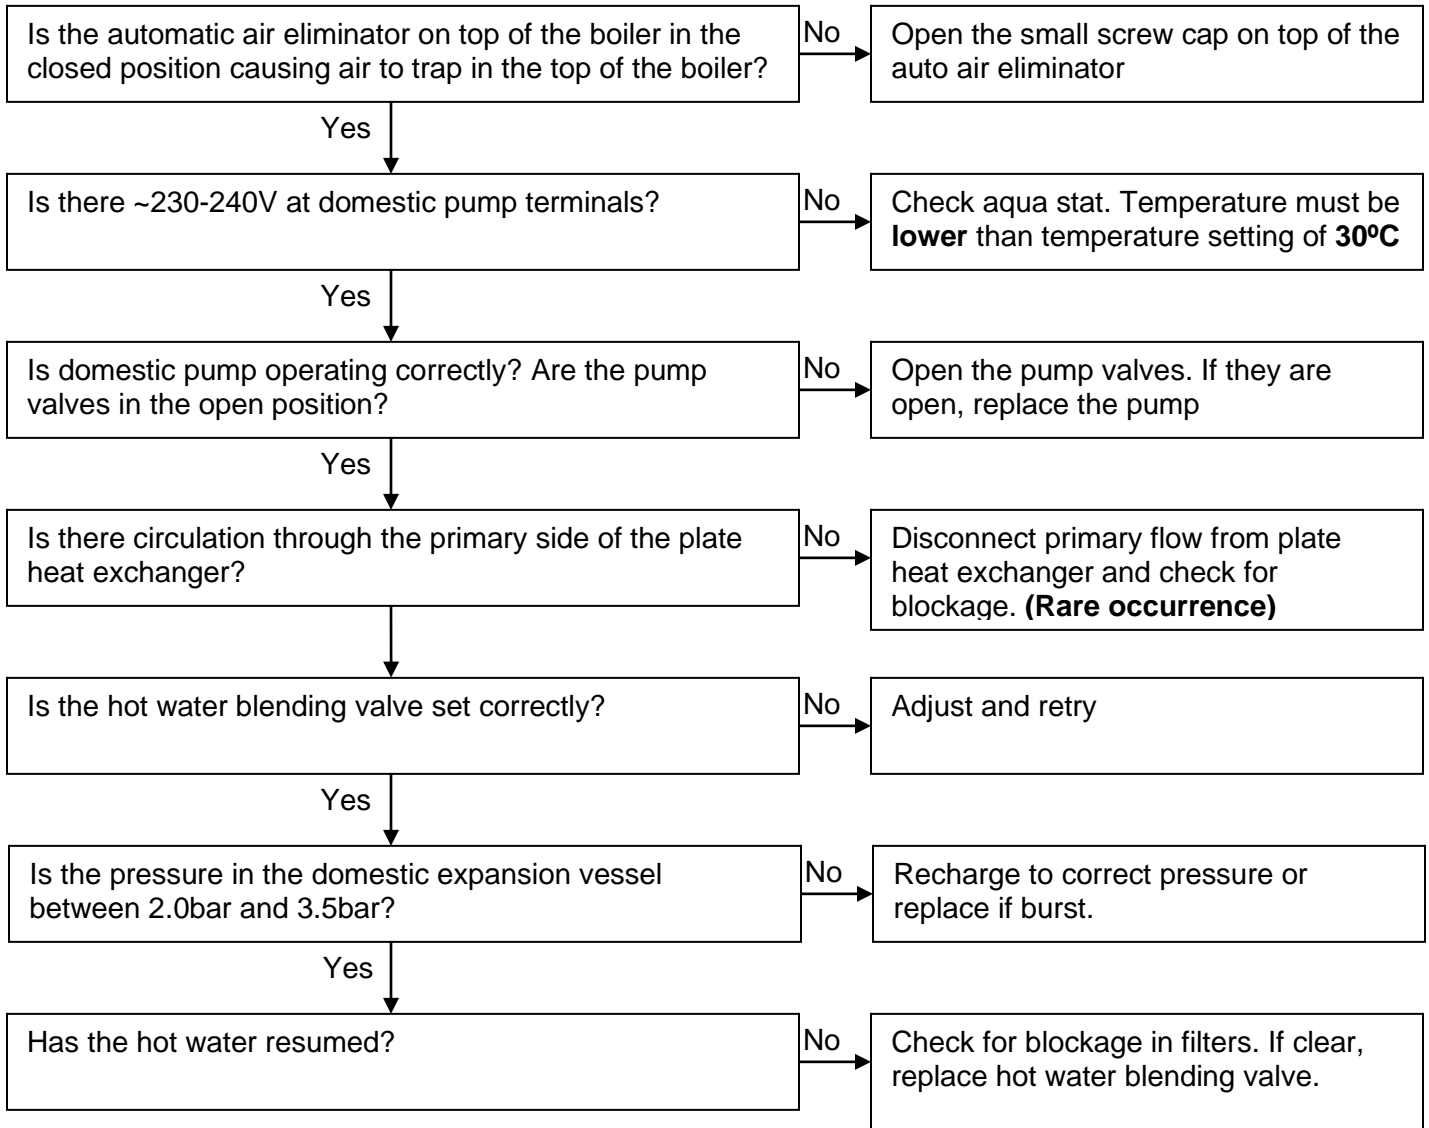 Is the automatic air eliminator on top of the boiler in the
closed position causing air to trap in the top of the boiler?
No
Open the small screw cap on top of the
auto air eliminator
Yes
Is there ~230-240V at domestic pump terminals?
No
Check aqua stat. Temperature must be
lower than temperature setting of 30ºC
Yes
Is domestic pump operating correctly? Are the pump
valves in the open position?
No
Open the pump valves. If they are
open, replace the pump
Yes
Is there circulation through the primary side of the plate
heat exchanger?
No
Disconnect primary flow from plate
heat exchanger and check for
blockage. (Rare occurrence)
Is the hot water blending valve set correctly?
No
Adjust and retry
Yes
Is the pressure in the domestic expansion vessel
between 2.0bar and 3.5bar?
No
Recharge to correct pressure or
replace if burst.
Yes
Has the hot water resumed?
No
Check for blockage in filters. If clear,
replace hot water blending valve.